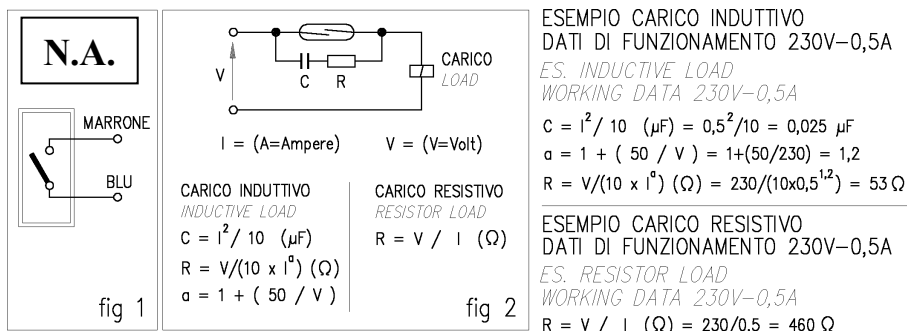 N.A.
MARRONE
BLU
fig 1
V
C R
CARICO
LOAD
I = (A=Ampere) V = (V=Volt)
CARICO INDUTTIVO
INDUCTIVE LOAD
C = I²/ 10 (µF)
R = V/(10 x Iᵅ) (Ω)
α = 1 + ( 50 / V )
CARICO RESISTIVO
RESISTOR LOAD
R = V / I (Ω)
fig 2
ESEMPIO CARICO INDUTTIVO
DATI DI FUNZIONAMENTO 230V-0,5A
ES. INDUCTIVE LOAD
WORKING DATA 230V-0,5A
C = I²/ 10 (µF) = 0,5²/10 = 0,025 µF
α = 1 + ( 50 / V ) = 1+(50/230) = 1,2
R = V/(10 x Iᵅ) (Ω) = 230/(10x0,5¹,²) = 53 Ω
ESEMPIO CARICO RESISTIVO
DATI DI FUNZIONAMENTO 230V-0,5A
ES. RESISTOR LOAD
WORKING DATA 230V-0,5A
R = V / I (Ω) = 230/0,5 = 460 Ω